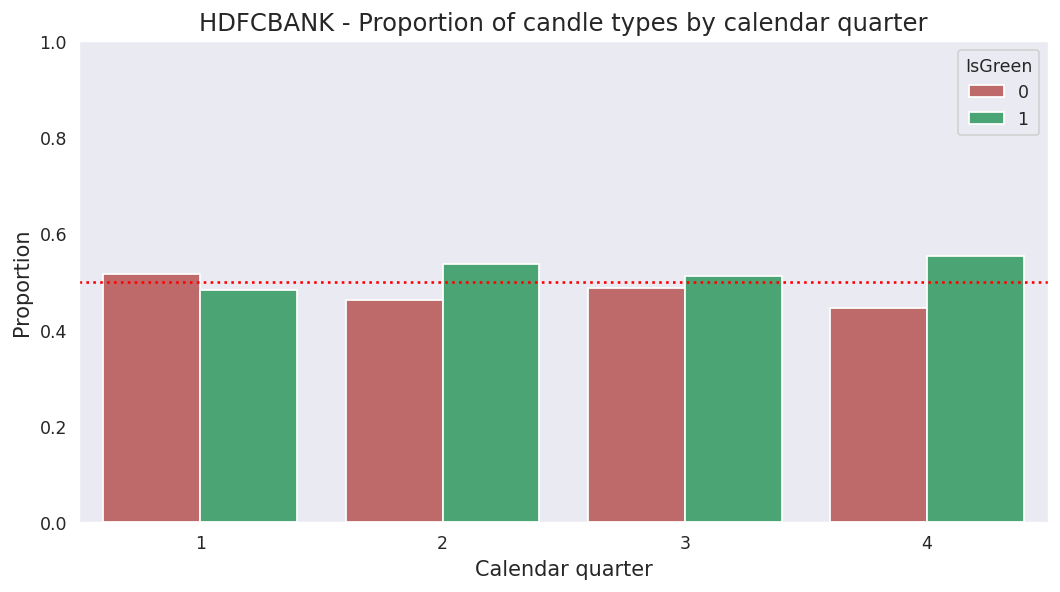 HDFCBANK - Proportion of candle types by calendar quarter
1.0
0.8
0.6
0.4
0.2
0.0
Proportion
IsGreen
0
1
1 2 3 4
Calendar quarter